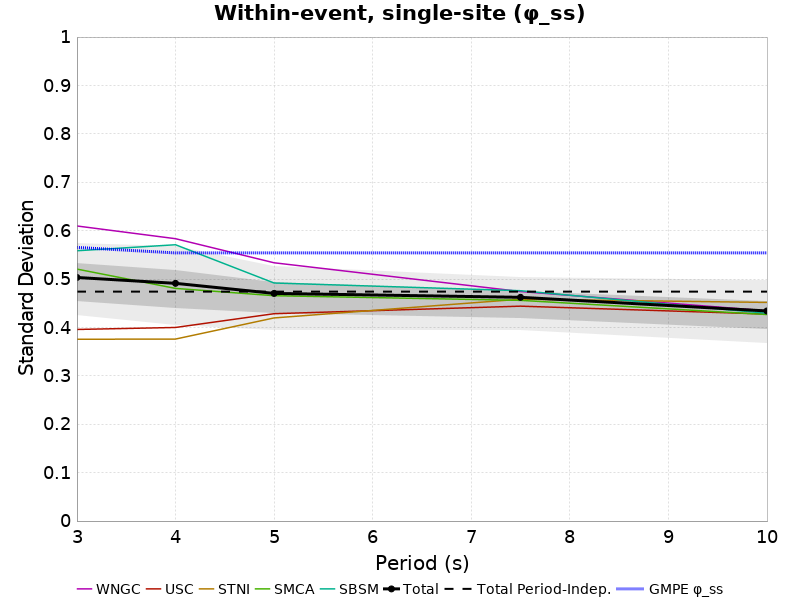 Within-event, single-site (φ_ss)
Standard Deviation
1
0.9
0.8
0.7
0.6
0.5
0.4
0.3
0.2
0.1
0
3 4 5 6 7 8 9 10
Period (s)
WNGC USC STNI SMCA SBSM Total Total Period-Indep. GMPE φ_ss